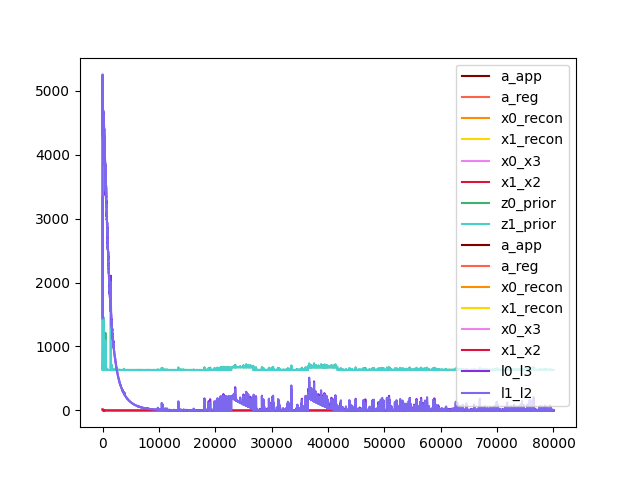 5000
4000
3000
2000
1000
0
0
10000
20000
30000
40000
50000
60000
70000
80000
a_app
a_reg
x0_recon
x1_recon
x0_x3
x1_x2
z0_prior
z1_prior
a_app
a_reg
x0_recon
x1_recon
x0_x3
x1_x2
l0_l3
l1_l2